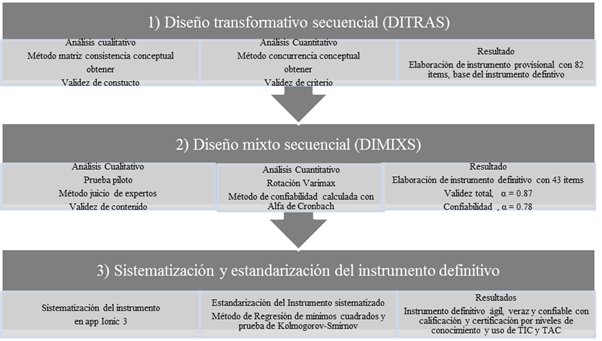 1) Diseño transformativo secuencial (DITRAS)
Análisis cualitativo
Método matriz consistencia conceptual
obtener
Validez de constucto
Análisis Cuantitativo
Método concurrencia conceptual
obtener
Validez de criterio
Resultado
Elaboración de instrumento provisional con 82
items, base del instrumento defintivo
2) Diseño mixto secuencial (DIMIXS)
Análisis Cualitativo
Prueba piloto
Método juicio de expertos
Validez de contenido
Análisis Cuantitativo
Rotación Varimax
Método de confiabilidad calculada con
Alfa de Cronbach
Resultado
Elaboración de instrumento definitivo con 43 items
Validez total, α = 0.87
Confiabilidad , α = 0.78
3) Sistematización y estandarización del instrumento definitivo
Sistematización del instrumento
en app Ionic 3
Estandarización del Instrumento sistematizado
Método de Regresión de mínimos cuadrados y
prueba de Kolmogorov-Smirnov
Resultados
Instrumento definitivo ágil, veraz y confiable con
calificación y certificación por niveles de
conocimiento y uso de TIC y TAC